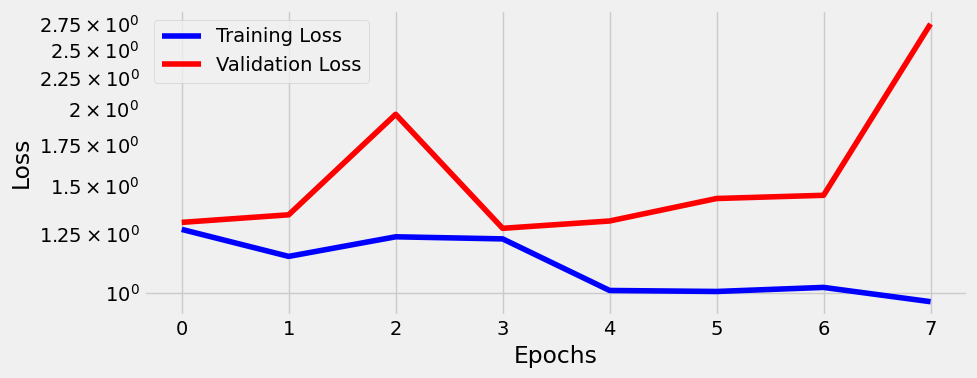 2.75 × 10⁰
2.5 × 10⁰
2.25 × 10⁰
2 × 10⁰
1.75 × 10⁰
1.5 × 10⁰
1.25 × 10⁰
10⁰
Loss
Training Loss
Validation Loss
0 1 2 3 4 5 6 7
Epochs